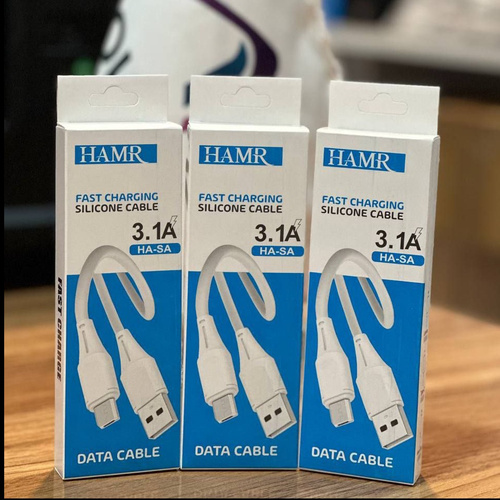 HAMR
FAST CHARGING
SILICONE CABLE
3.1A
HA-SA
DATA CABLE
FAST CHARGE
HAMR
FAST CHARGING
SILICONE CABLE
3.1A
HA-SA
DATA CABLE
HAMR
FAST CHARGING
SILICONE CABLE
3.1A
HA-SA
DATA CABLE